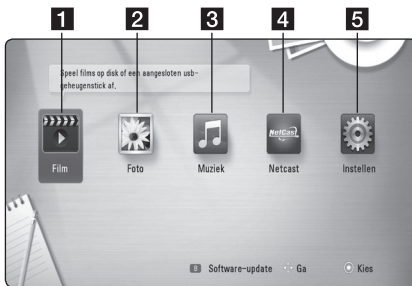 1 2 3 4 5
Speel films op disk of een aangesloten usb-
geheugenstick af.
NetCast
Film Foto Muziek Netcast Instellen
Software-update Ga Kies